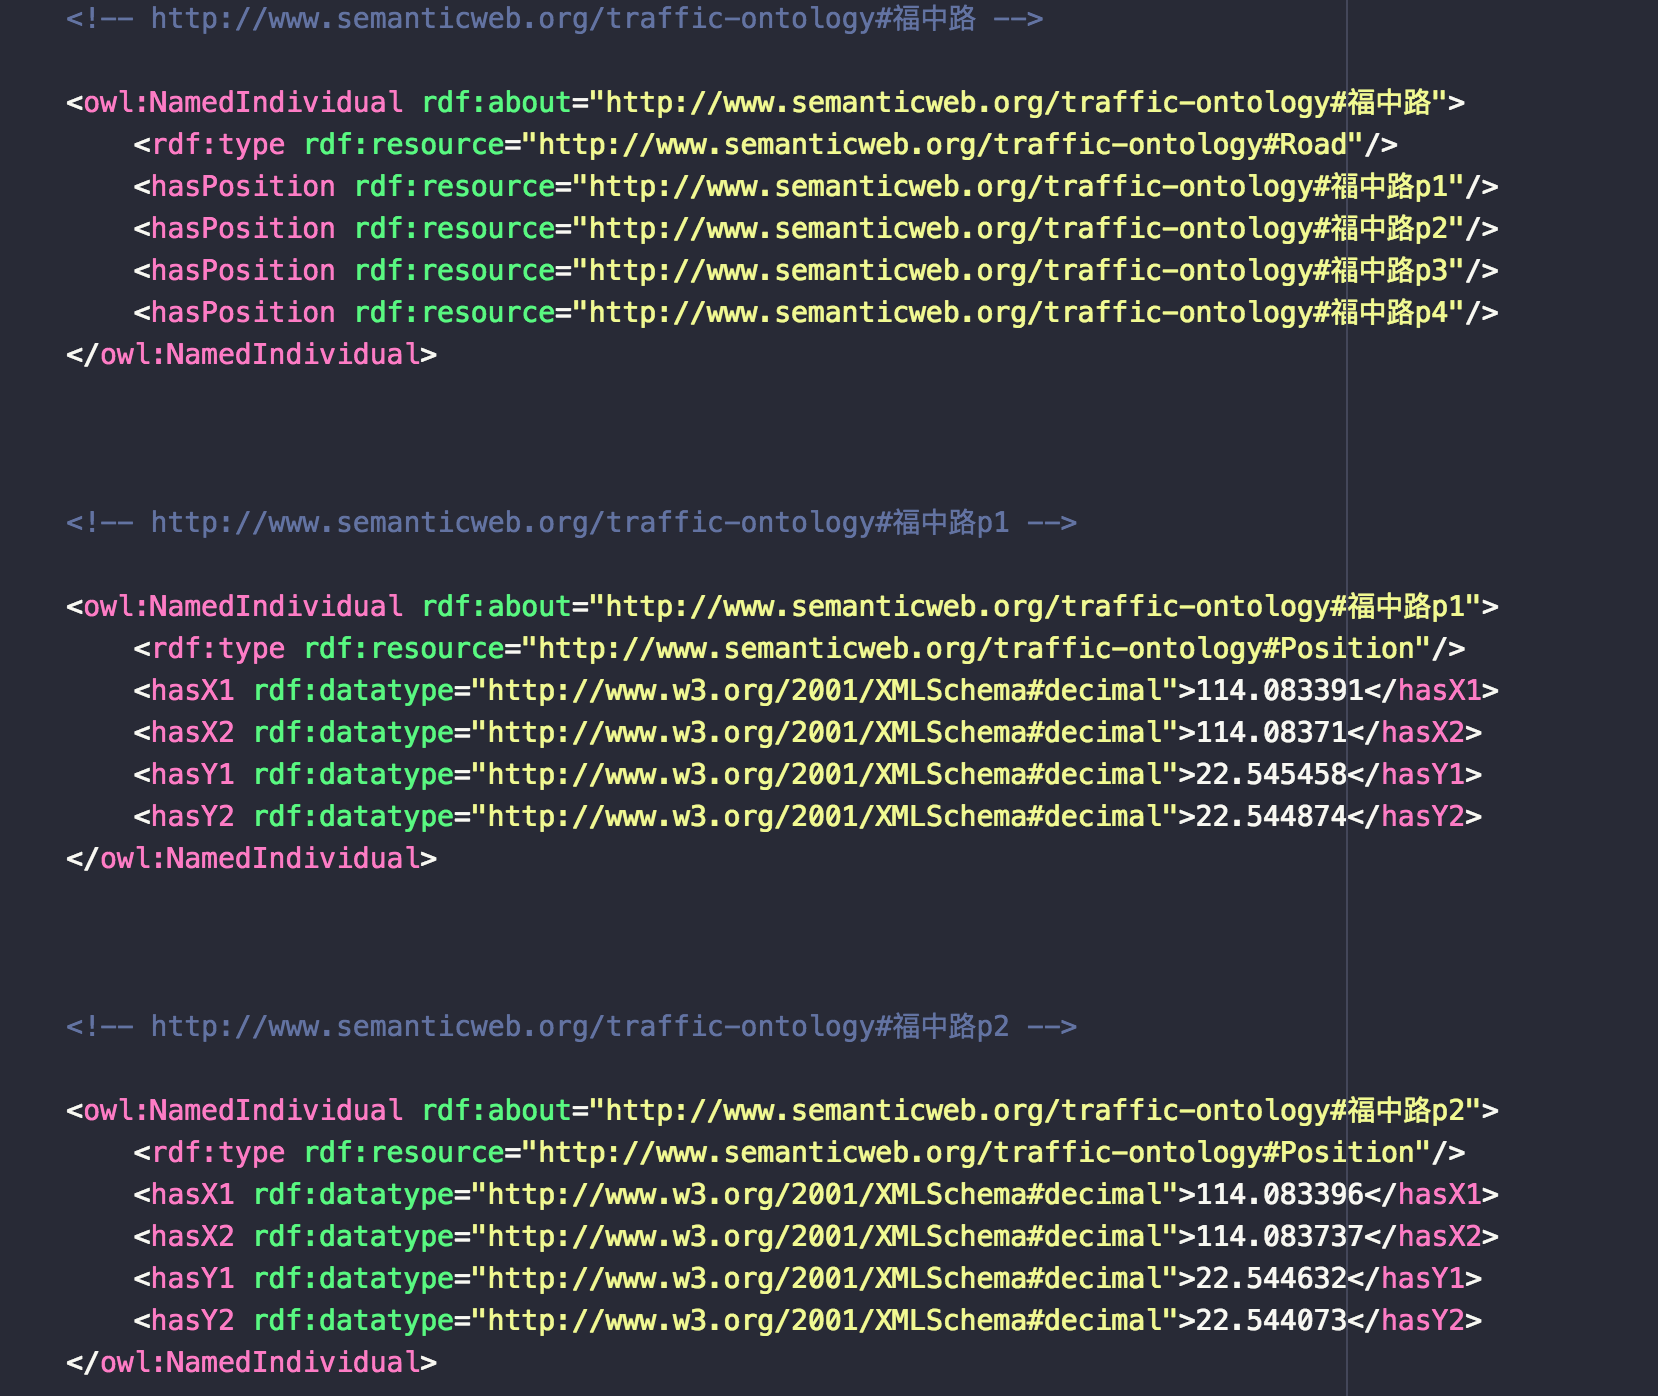 <!-- http://www.semanticweb.org/traffic-ontology#福中路 -->
<owl:NamedIndividual rdf:about="http://www.semanticweb.org/traffic-ontology#福中路">
<rdf:type rdf:resource="http://www.semanticweb.org/traffic-ontology#Road"/>
<hasPosition rdf:resource="http://www.semanticweb.org/traffic-ontology#福中路p1"/>
<hasPosition rdf:resource="http://www.semanticweb.org/traffic-ontology#福中路p2"/>
<hasPosition rdf:resource="http://www.semanticweb.org/traffic-ontology#福中路p3"/>
<hasPosition rdf:resource="http://www.semanticweb.org/traffic-ontology#福中路p4"/>
</owl:NamedIndividual>
<!-- http://www.semanticweb.org/traffic-ontology#福中路p1 -->
<owl:NamedIndividual rdf:about="http://www.semanticweb.org/traffic-ontology#福中路p1">
<rdf:type rdf:resource="http://www.semanticweb.org/traffic-ontology#Position"/>
<hasX1 rdf:datatype="http://www.w3.org/2001/XMLSchema#decimal">114.083391</hasX1>
<hasX2 rdf:datatype="http://www.w3.org/2001/XMLSchema#decimal">114.08371</hasX2>
<hasY1 rdf:datatype="http://www.w3.org/2001/XMLSchema#decimal">22.545458</hasY1>
<hasY2 rdf:datatype="http://www.w3.org/2001/XMLSchema#decimal">22.544874</hasY2>
</owl:NamedIndividual>
<!-- http://www.semanticweb.org/traffic-ontology#福中路p2 -->
<owl:NamedIndividual rdf:about="http://www.semanticweb.org/traffic-ontology#福中路p2">
<rdf:type rdf:resource="http://www.semanticweb.org/traffic-ontology#Position"/>
<hasX1 rdf:datatype="http://www.w3.org/2001/XMLSchema#decimal">114.083396</hasX1>
<hasX2 rdf:datatype="http://www.w3.org/2001/XMLSchema#decimal">114.083737</hasX2>
<hasY1 rdf:datatype="http://www.w3.org/2001/XMLSchema#decimal">22.544632</hasY1>
<hasY2 rdf:datatype="http://www.w3.org/2001/XMLSchema#decimal">22.544073</hasY2>
</owl:NamedIndividual>